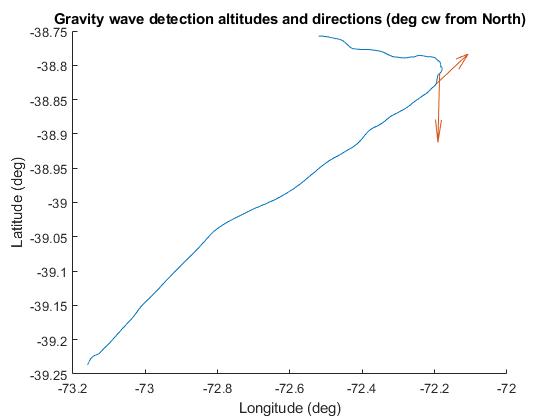 Gravity wave detection altitudes and directions (deg cw from North)
-38.75
-38.8
-38.85
-38.9
-38.95
-39
-39.05
-39.1
-39.15
-39.2
-39.25
Latitude (deg)
-73.2 -73 -72.8 -72.6 -72.4 -72.2 -72
Longitude (deg)